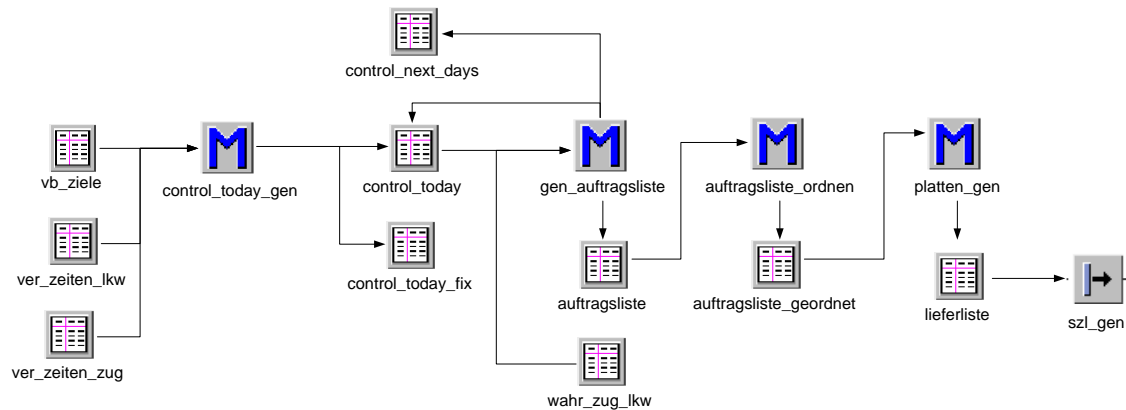 control_next_days
vb_ziele
control_today_gen
control_today
gen_auftragsliste
auftragsliste_ordnen
platten_gen
ver_zeiten_lkw
control_today_fix
auftragsliste
auftragsliste_geordnet
lieferliste
szl_gen
ver_zeiten_zug
wahr_zug_lkw